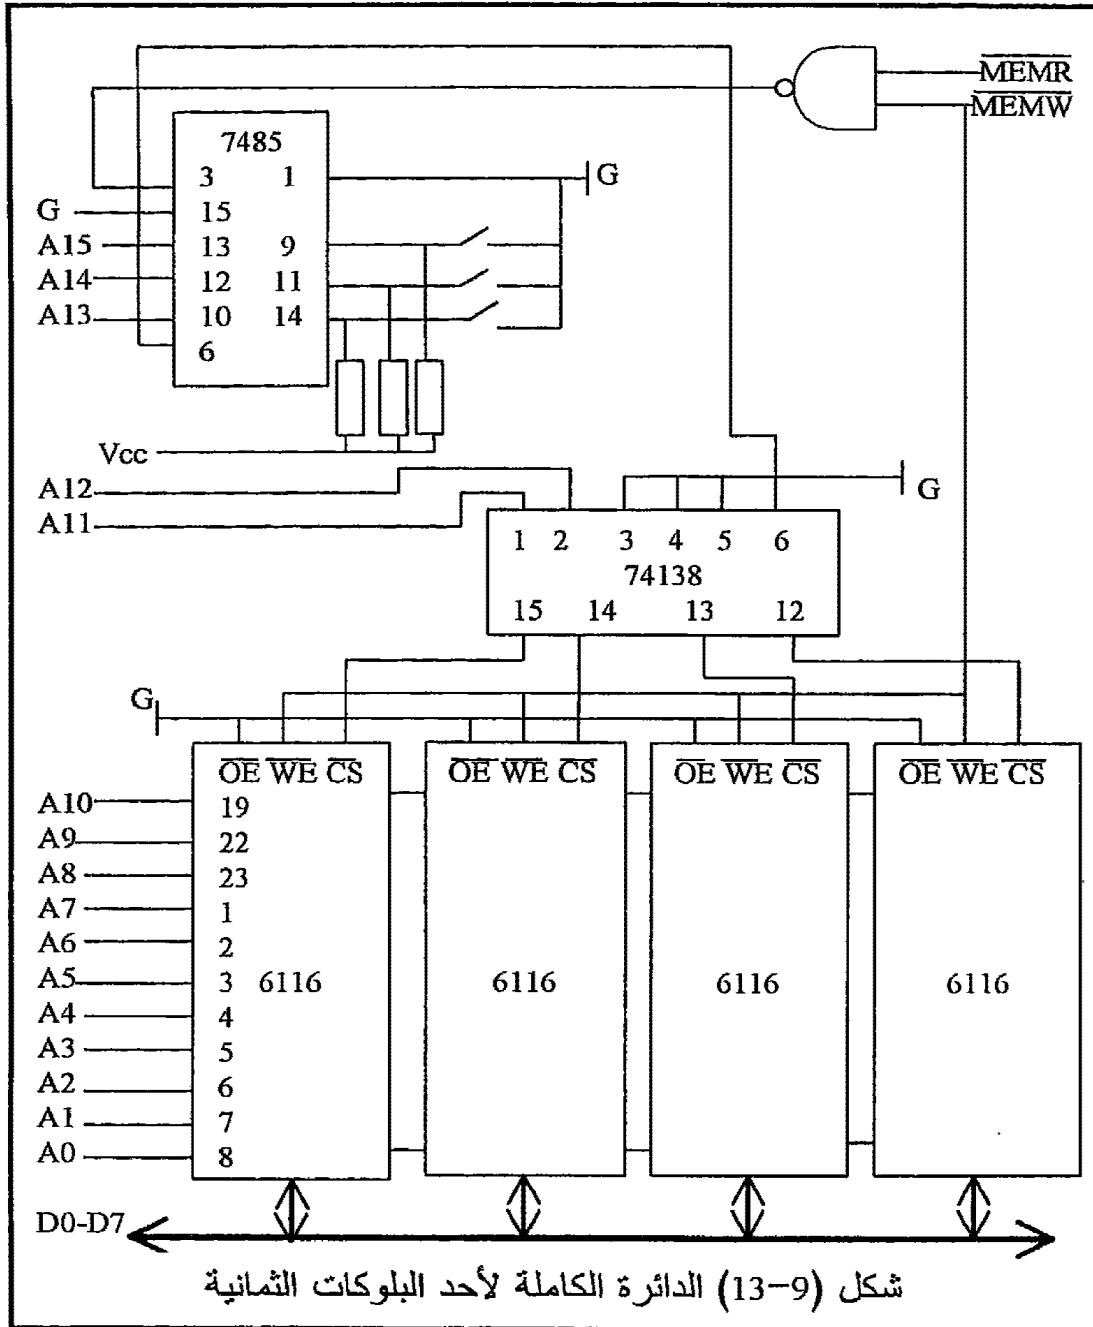 MEMR
MEMW
7485
3 1 G
G 15
A15 13 9
A14 12 11
A13 10 14
6
Vcc
A12 G
A11
1 2 3 4 5 6
74138
15 14 13 12
G
OE WE CS OE WE CS OE WE CS OE WE CS
A10 19
A9 22
A8 23
A7 1
A6 2
A5 3 6116 6116 6116 6116
A4 4
A3 5
A2 6
A1 7
A0 8
D0-D7
شكل (9-13) الدائرة الكاملة لأحد البلوكات الثمانية